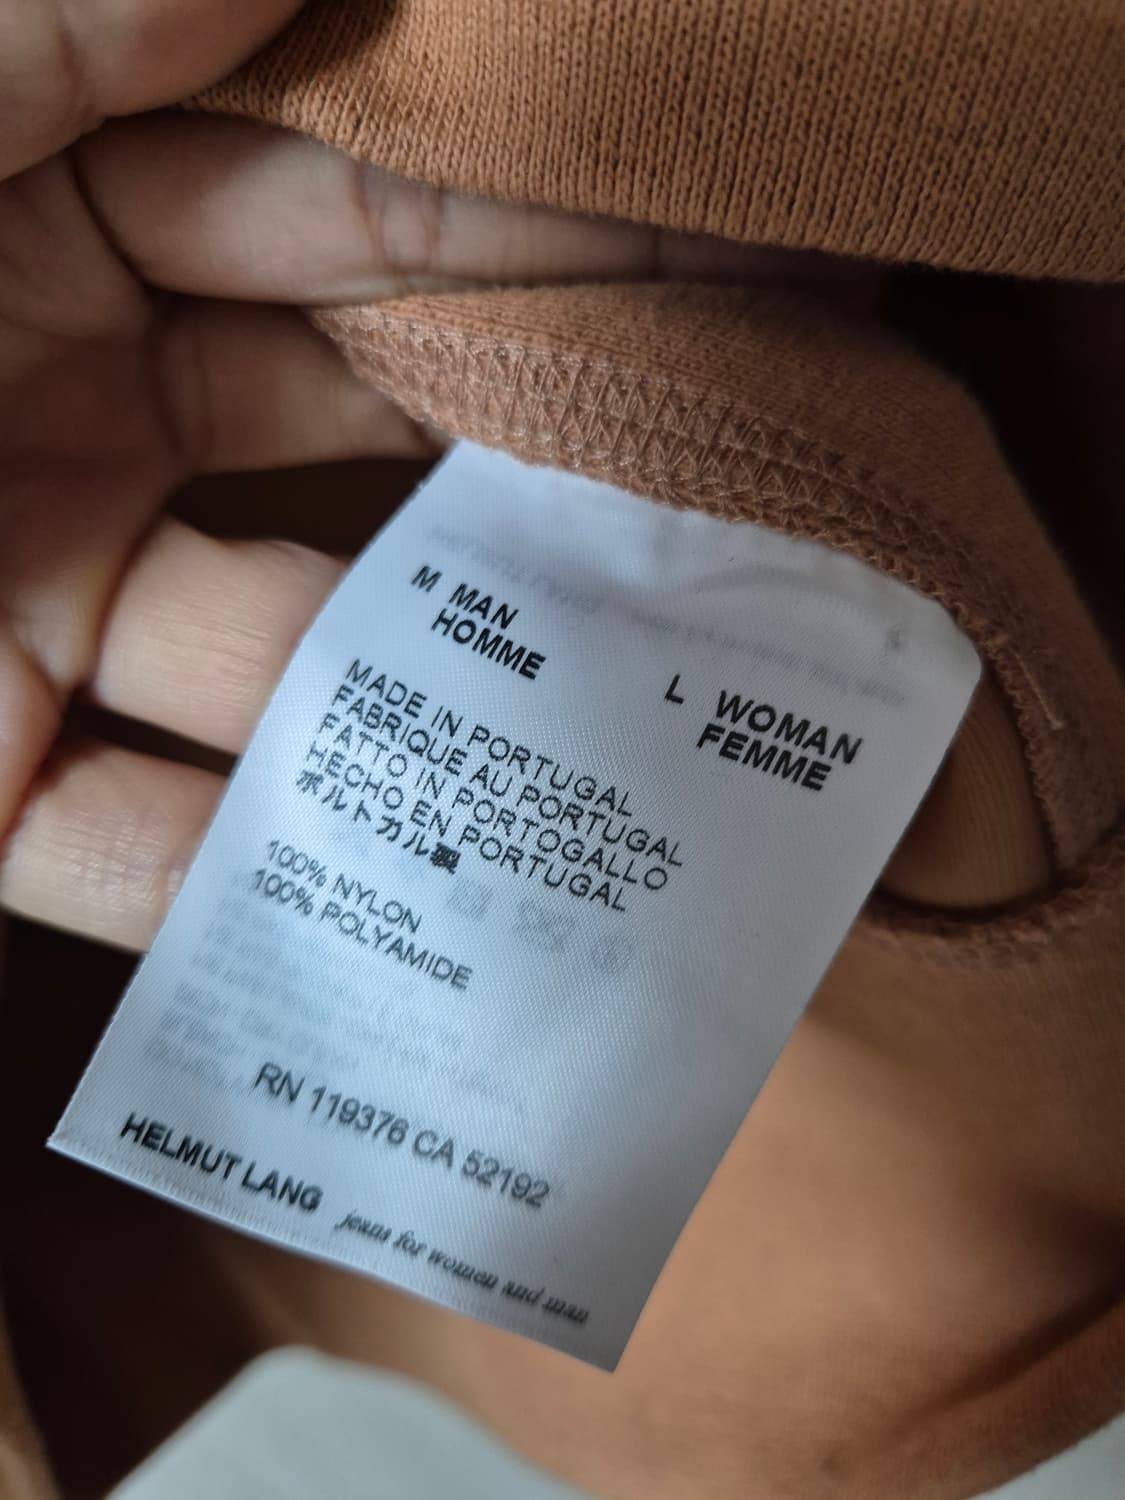 M MAN
HOMME
L WOMAN
FEMME
MADE IN PORTUGAL
FABRIQUE AU PORTUGAL
FATTO IN PORTOGALLO
HECHO EN PORTUGAL
ポルトガル製
100% NYLON
100% POLYAMIDE
RN 119376 CA 52192
HELMUT LANG jeans for women and man